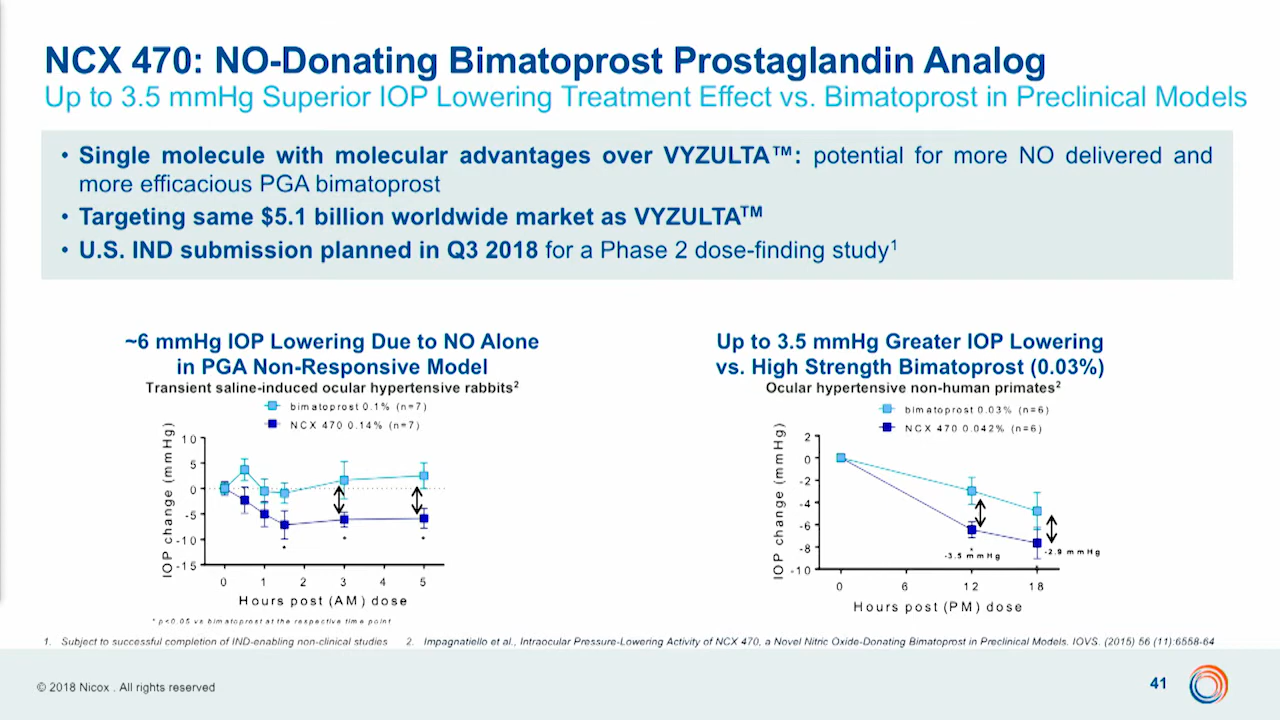 NCX 470: NO-Donating Bimatoprost Prostaglandin Analog
Up to 3.5 mmHg Superior IOP Lowering Treatment Effect vs. Bimatoprost in Preclinical Models
• Single molecule with molecular advantages over VYZULTA™: potential for more NO delivered and
more efficacious PGA bimatoprost
• Targeting same $5.1 billion worldwide market as VYZULTA™
• U.S. IND submission planned in Q3 2018 for a Phase 2 dose-finding study¹
~6 mmHg IOP Lowering Due to NO Alone
in PGA Non-Responsive Model
Transient saline-induced ocular hypertensive rabbits²
bimatoprost 0.1% (n=7)
NCX 470 0.14% (n=7)
IOP change (mmHg)
10
5
0
-5
-10
-15
*
*
*
0 1 2 3 4 5
Hours post (AM) dose
* p<0.05 vs bimatoprost at the respective time point
Up to 3.5 mmHg Greater IOP Lowering
vs. High Strength Bimatoprost (0.03%)
Ocular hypertensive non-human primates²
bimatoprost 0.03% (n=6)
NCX 470 0.042% (n=6)
IOP change (mmHg)
2
0
-2
-4
-6
-8
-10
*
-3.5 mmHg
-2.9 mmHg
0 6 12 18
Hours post (PM) dose
1. Subject to successful completion of IND-enabling non-clinical studies 2. Impagnatiello et al., Intraocular Pressure-Lowering Activity of NCX 470, a Novel Nitric Oxide-Donating Bimatoprost in Preclinical Models. IOVS. (2015) 56 (11):6558-64
© 2018 Nicox . All rights reserved
41